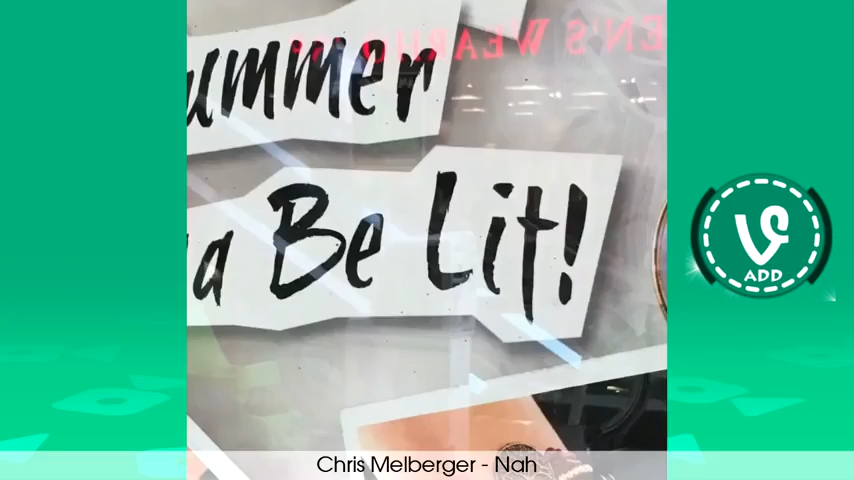 EN'S WEAR
ummer
a Be Lit!
ADD
Chris Melberger - Nah